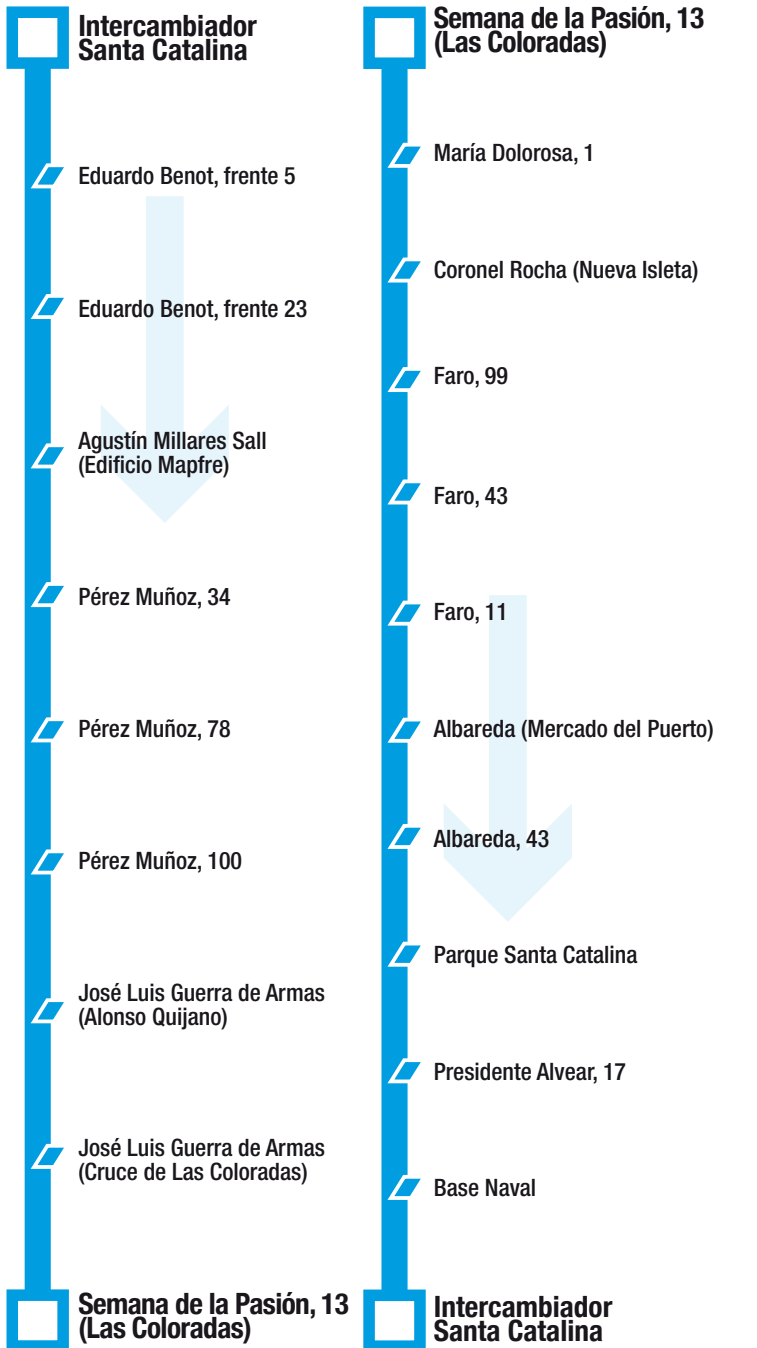 Intercambiador
Santa Catalina
Eduardo Benot, frente 5
Eduardo Benot, frente 23
Agustín Millares Sall
(Edificio Mapfre)
Pérez Muñoz, 34
Pérez Muñoz, 78
Pérez Muñoz, 100
José Luis Guerra de Armas
(Alonso Quijano)
José Luis Guerra de Armas
(Cruce de Las Coloradas)
Semana de la Pasión, 13
(Las Coloradas)
Semana de la Pasión, 13
(Las Coloradas)
María Dolorosa, 1
Coronel Rocha (Nueva Isleta)
Faro, 99
Faro, 43
Faro, 11
Albareda (Mercado del Puerto)
Albareda, 43
Parque Santa Catalina
Presidente Alvear, 17
Base Naval
Intercambiador
Santa Catalina